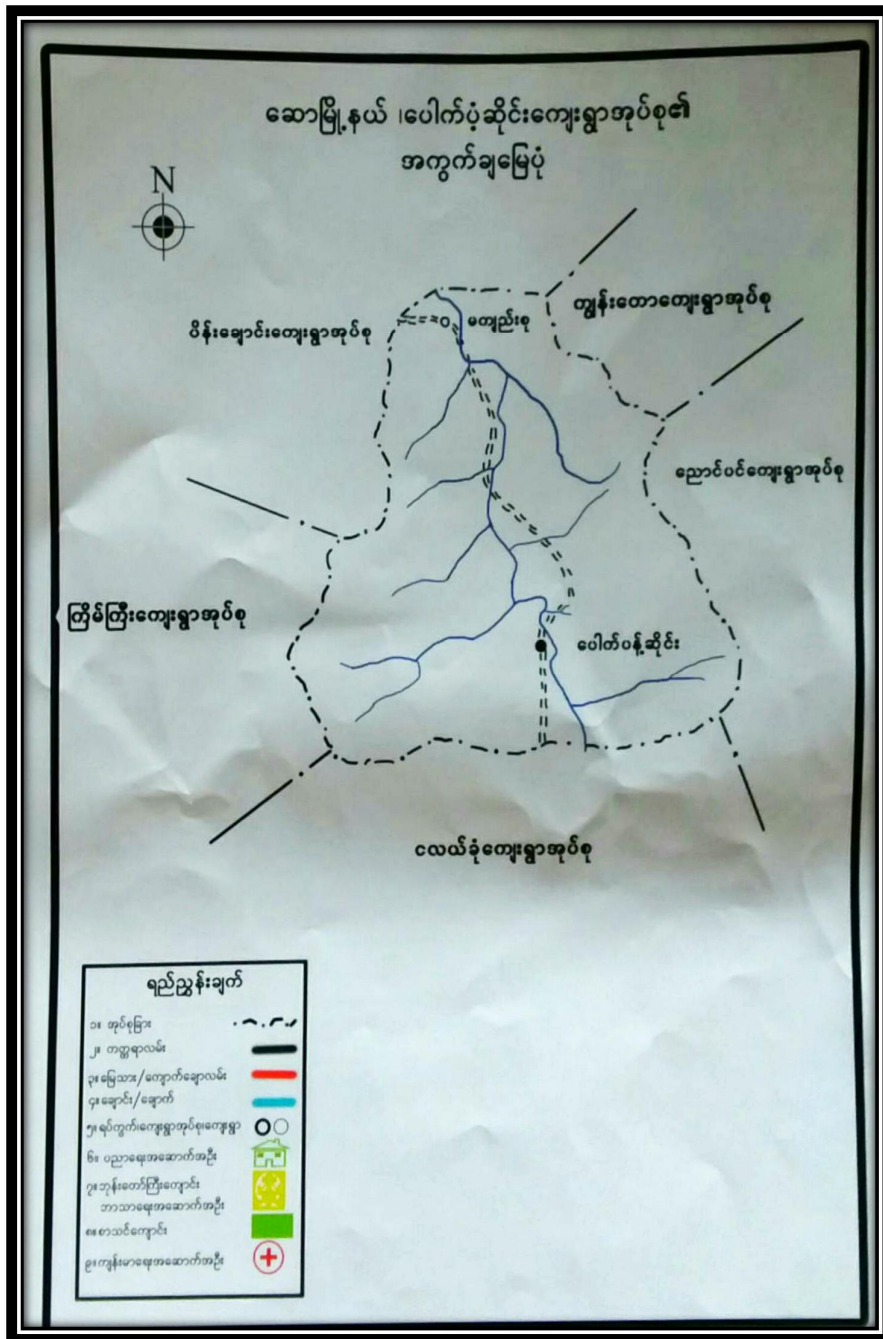 ဆောမြို့နယ် ၊ပေါက်ပံ့ဆိုင်းကျေးရွာအုပ်စု၏
အကွက်ချမြေပုံ
N
ကျွန်းတောကျေးရွာအုပ်စု
ပိန်းချောင်းကျေးရွာအုပ်စု
မကျည်းစု
ညောင်ပင်ကျေးရွာအုပ်စု
ကြိမ်ကြီးကျေးရွာအုပ်စု
ပေါက်ပန့်ဆိုင်း
ငလယ်ခုံကျေးရွာအုပ်စု
ရည်ညွှန်းချက်
၁။ အုပ်စုခြား
၂။ ကတ္တရာလမ်း
၃။မြေသား/ကျောက်ချောလမ်း
၄။ချောင်း/ချောက်
၅။ရပ်ကွက်၊ကျေးရွာအုပ်စု၊ကျေးရွာ
၆။ ပညာရေးအဆောက်အဦး
၇။ဘုန်းတော်ကြီးကျောင်း
ဘာသာရေးအဆောက်အဦး
၈။စာသင်ကျောင်း
၉။ကျန်းမာရေးအဆောက်အဦး